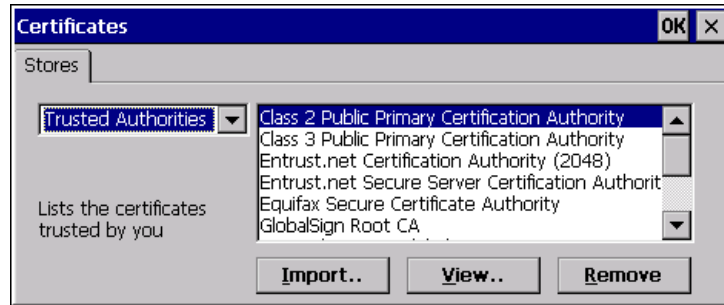 Certificates OK ×
Stores
Trusted Authorities
Class 2 Public Primary Certification Authority
Class 3 Public Primary Certification Authority
Entrust.net Certification Authority (2048)
Entrust.net Secure Server Certification Authorit
Equifax Secure Certificate Authority
GlobalSign Root CA
Lists the certificates
trusted by you
Import.. View.. Remove